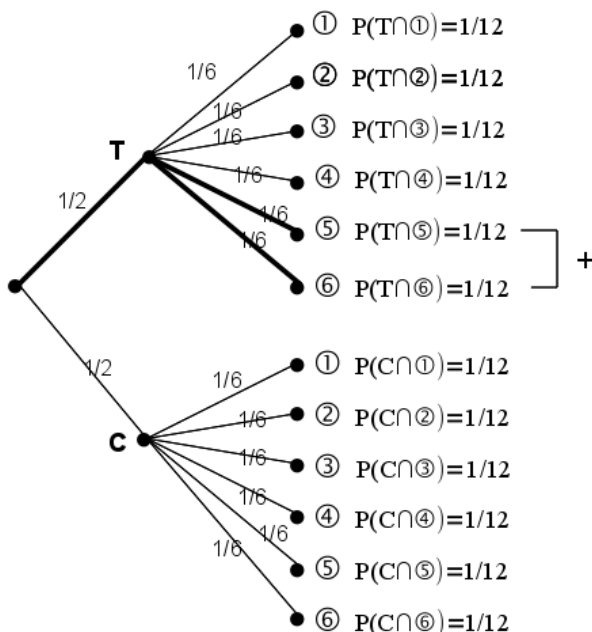 ① P(T∩①)=1/12
1/6
② P(T∩②)=1/12
1/6
③ P(T∩③)=1/12
1/6
T
④ P(T∩④)=1/12
1/6
1/2
⑤ P(T∩⑤)=1/12
1/6
1/6
+
⑥ P(T∩⑥)=1/12
① P(C∩①)=1/12
1/2
1/6
② P(C∩②)=1/12
1/6
C
③ P(C∩③)=1/12
1/6
④ P(C∩④)=1/12
1/6
1/6
⑤ P(C∩⑤)=1/12
1/6
⑥ P(C∩⑥)=1/12